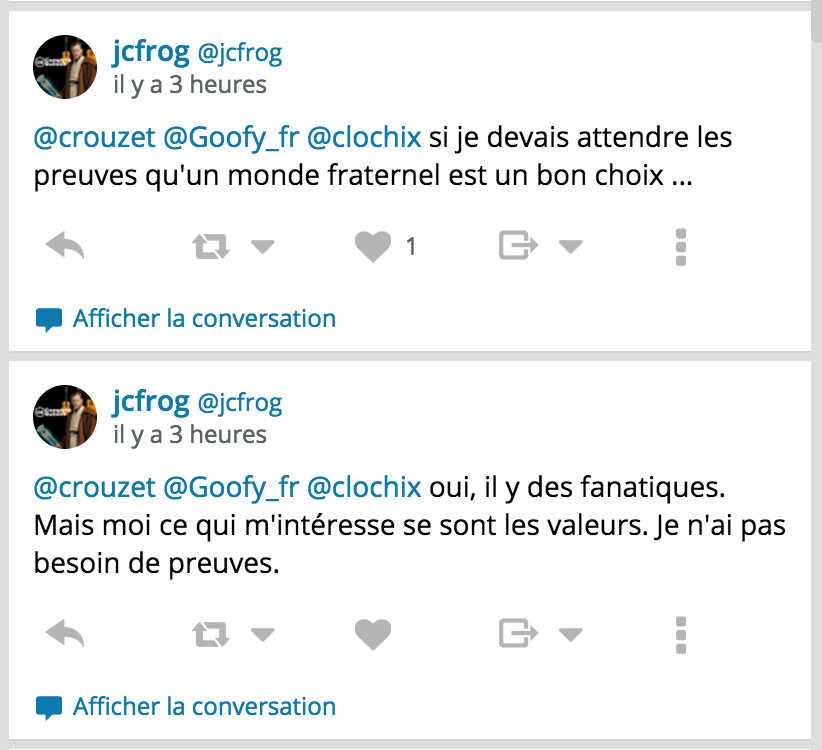 jcfrog @jcfrog
il y a 3 heures
@crouzet @Goofy_fr @clochix si je devais attendre les
preuves qu'un monde fraternel est un bon choix ...
1
Afficher la conversation
jcfrog @jcfrog
il y a 3 heures
@crouzet @Goofy_fr @clochix oui, il y des fanatiques.
Mais moi ce qui m'intéresse se sont les valeurs. Je n'ai pas
besoin de preuves.
Afficher la conversation